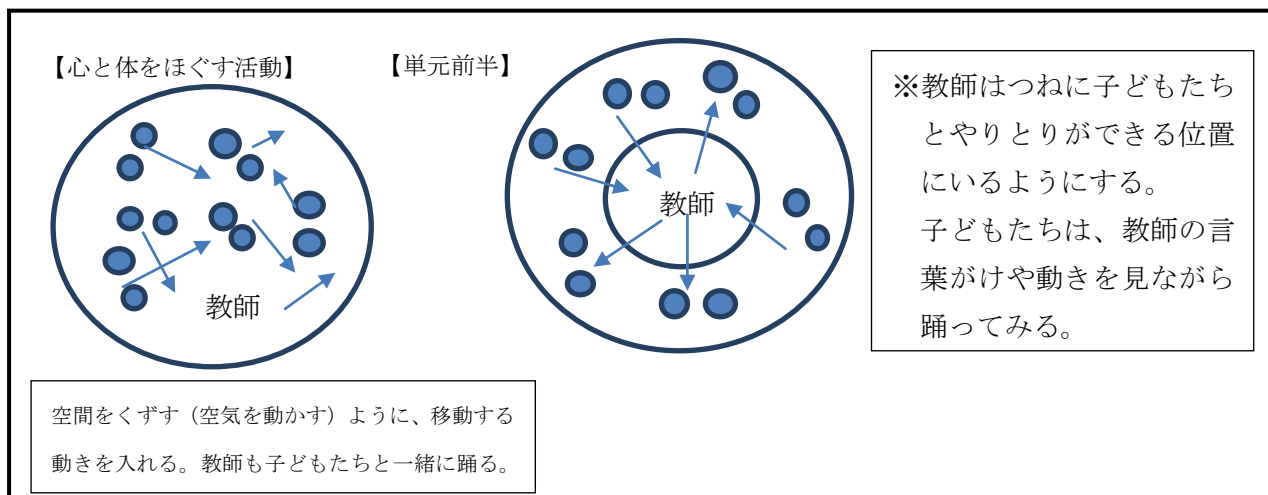 【心と体をほぐす活動】
教師
空間をくずす（空気を動かす）ように、移動する
動きを入れる。教師も子どもたちと一緒に踊る。
【単元前半】
教師
※教師はつねに子どもたち
とやりとりができる位置
にいるようにする。
子どもたちは、教師の言
葉がけや動きを見ながら
踊ってみる。